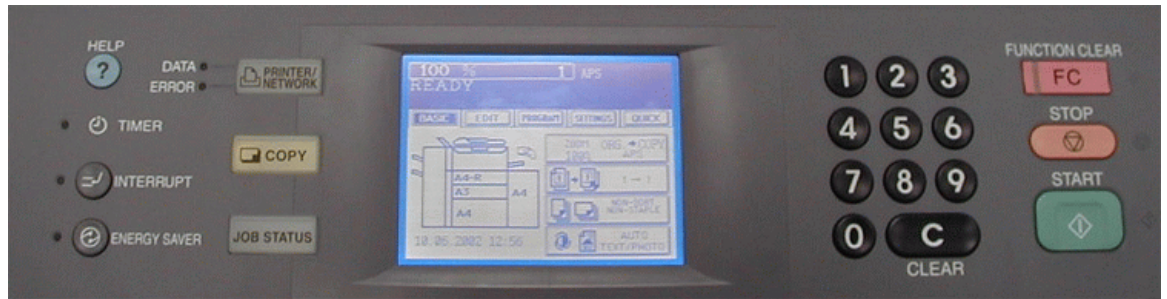 HELP
?
DATA
ERROR
PRINTER/
NETWORK
TIMER
COPY
INTERRUPT
ENERGY SAVER
JOB STATUS
100 % 1 APS
READY
BASIC EDIT PROGRAM SETTINGS QUICK
ZOOM ORG. COPY
100% APS
A4-R
A3
A4
A4
1 → 1
NON-SORT
NON-STAPLE
10.06.2002 12:56
AUTO
TEXT/PHOTO
1 2 3
4 5 6
7 8 9
0 C
CLEAR
FUNCTION CLEAR
FC
STOP
START